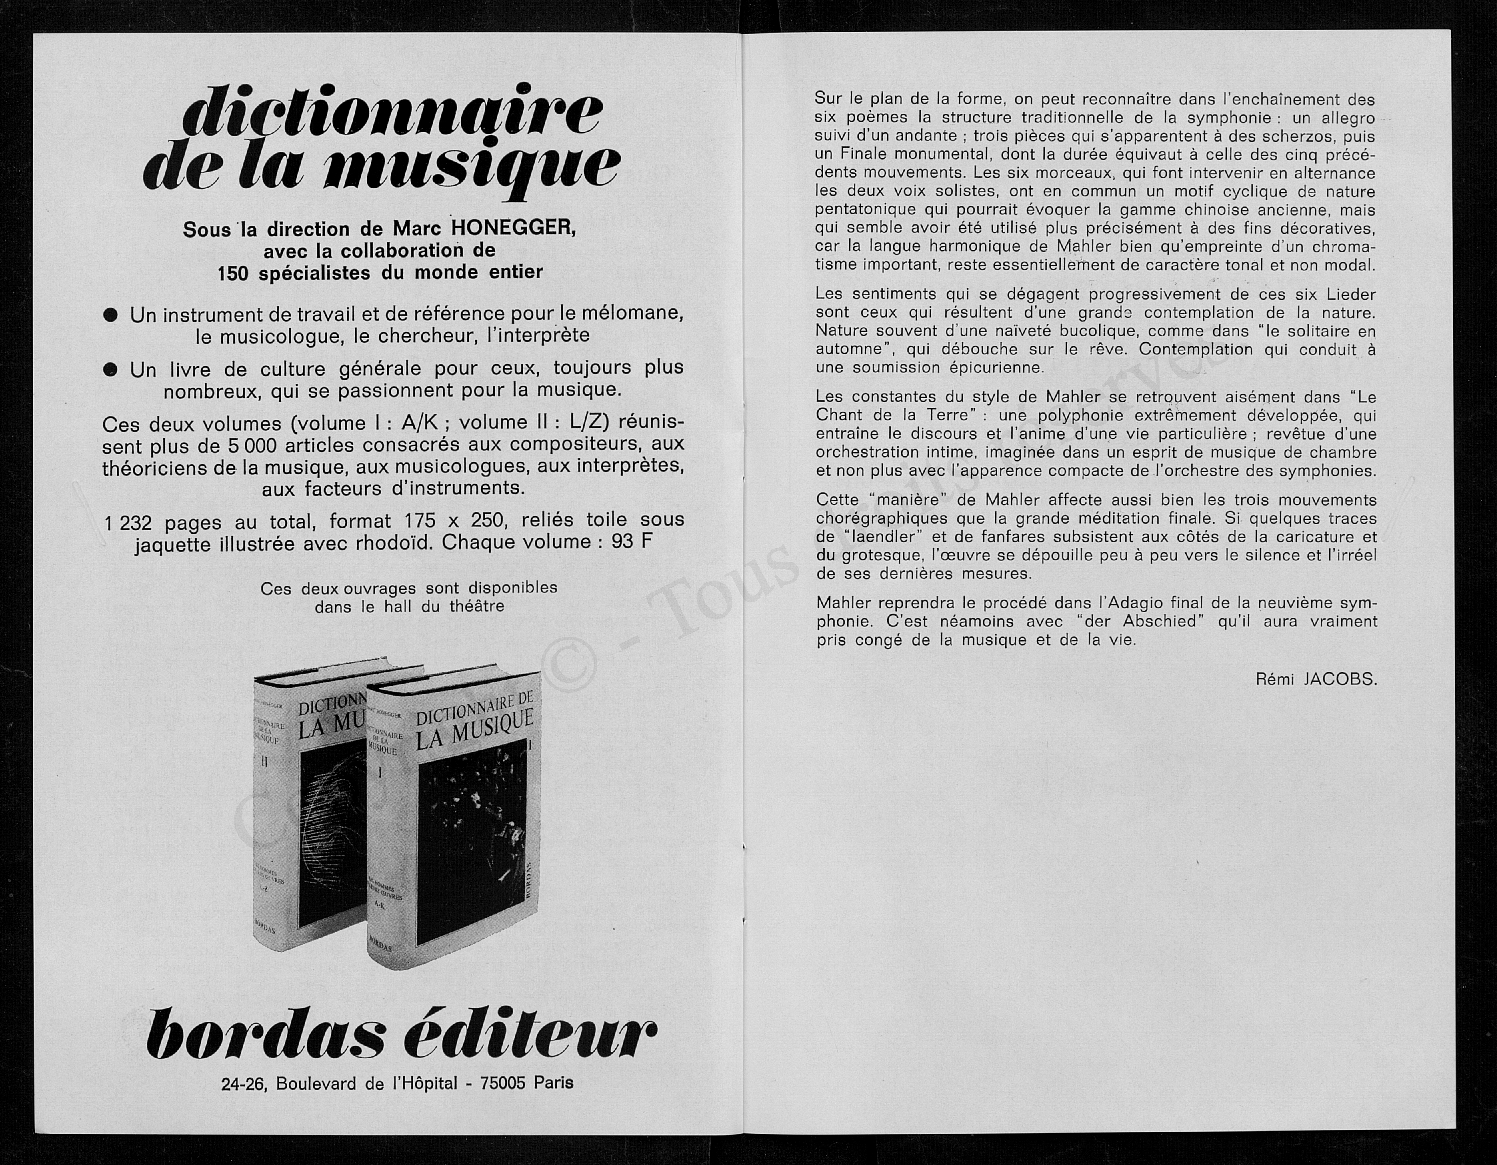 dictionnaire
de la musique
Sous la direction de Marc HONEGGER,
avec la collaboration de
150 spécialistes du monde entier
● Un instrument de travail et de référence pour le mélomane,
le musicologue, le chercheur, l'interprète
● Un livre de culture générale pour ceux, toujours plus
nombreux, qui se passionnent pour la musique.
Ces deux volumes (volume I : A/K ; volume II : L/Z) réunis-
sent plus de 5 000 articles consacrés aux compositeurs, aux
théoriciens de la musique, aux musicologues, aux interprètes,
aux facteurs d'instruments.
1 232 pages au total, format 175 x 250, reliés toile sous
jaquette illustrée avec rhodoïd. Chaque volume : 93 F
Ces deux ouvrages sont disponibles
dans le hall du théâtre
DICTIONN
LA MU
DICTIONNAIRE
DE LA
MUSIQUE
II
BORDAS
DICTIONNAIRE DE
LA MUSIQUE
I
DICTIONNAIRE
DE LA
MUSIQUE
I
A-K
BORDAS
BORDAS
bordas éditeur
24-26, Boulevard de l'Hôpital - 75005 Paris
Sur le plan de la forme, on peut reconnaître dans l'enchaînement des
six poèmes la structure traditionnelle de la symphonie : un allegro
suivi d'un andante ; trois pièces qui s'apparentent à des scherzos, puis
un Finale monumental, dont la durée équivaut à celle des cinq précé-
dents mouvements. Les six morceaux, qui font intervenir en alternance
les deux voix solistes, ont en commun un motif cyclique de nature
pentatonique qui pourrait évoquer la gamme chinoise ancienne, mais
qui semble avoir été utilisé plus précisément à des fins décoratives,
car la langue harmonique de Mahler bien qu'empreinte d'un chroma-
tisme important, reste essentiellement de caractère tonal et non modal.
Les sentiments qui se dégagent progressivement de ces six Lieder
sont ceux qui résultent d'une grande contemplation de la nature.
Nature souvent d'une naïveté bucolique, comme dans "le solitaire en
automne", qui débouche sur le rêve. Contemplation qui conduit à
une soumission épicurienne.
Les constantes du style de Mahler se retrouvent aisément dans "Le
Chant de la Terre" : une polyphonie extrêmement développée, qui
entraîne le discours et l'anime d'une vie particulière ; revêtue d'une
orchestration intime, imaginée dans un esprit de musique de chambre
et non plus avec l'apparence compacte de l'orchestre des symphonies.
Cette "manière" de Mahler affecte aussi bien les trois mouvements
chorégraphiques que la grande méditation finale. Si quelques traces
de "laendler" et de fanfares subsistent aux côtés de la caricature et
du grotesque, l'œuvre se dépouille peu à peu vers le silence et l'irréel
de ses dernières mesures.
Mahler reprendra le procédé dans l'Adagio final de la neuvième sym-
phonie. C'est néamoins avec "der Abschied" qu'il aura vraiment
pris congé de la musique et de la vie.
Rémi JACOBS.
© - Tous